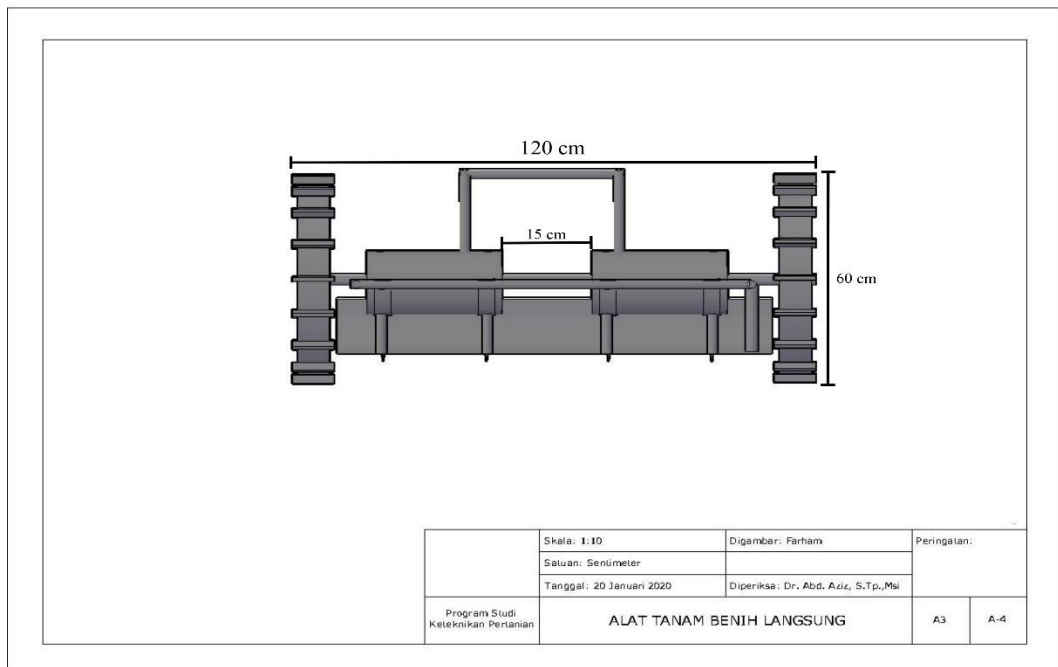 120 cm
15 cm
60 cm
Skala: 1:10
Digambar: Farham
Peringatan:
Satuan: Sentimeter
Tanggal: 20 Januari 2020
Diperiksa: Dr. Abd. Aziz, S.Tp.,Msi
Program Studi
Keteknikan Pertanian
ALAT TANAM BENIH LANGSUNG
A3
A-4